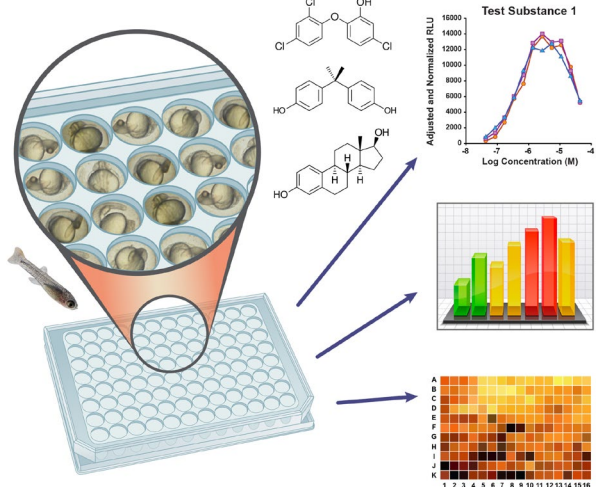 Cl
OH
O
Cl
Cl
HO
OH
OH
H
H
H
HO
Test Substance 1
Adjusted and Normalized RLU
16000
14000
12000
10000
8000
6000
4000
2000
0
-8
-7
-6
-5
-4
Log Concentration (M)
A
B
C
D
E
F
G
H
I
J
K
1 2 3 4 5 6 7 8 9 10 11 12 13 14 15 16